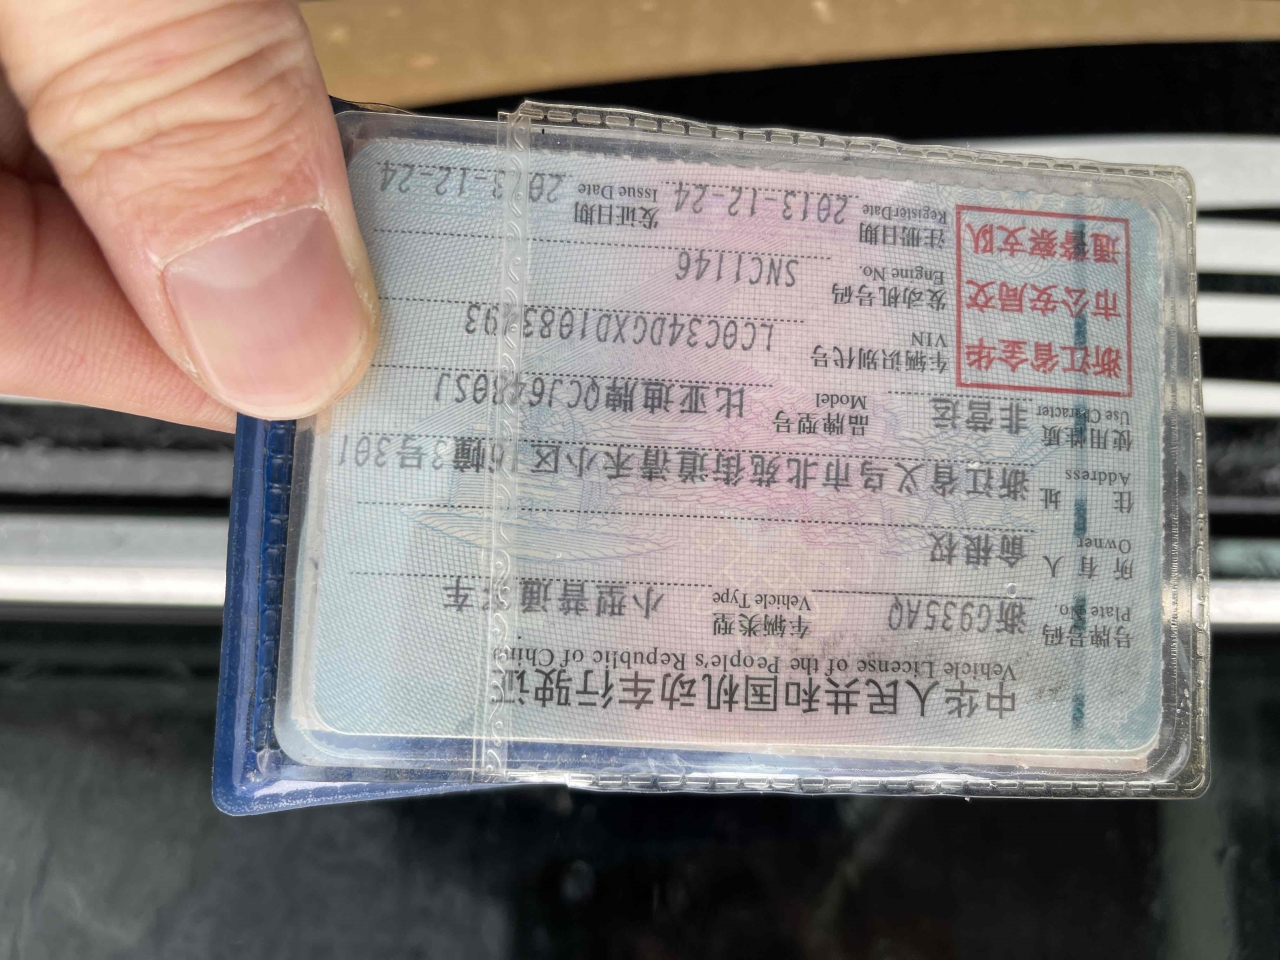 中华人民共和国机动车行驶证
Vehicle License of the People's Republic of China
号牌号码 Plate No. 浙G935AQ 车辆类型 Vehicle Type 小型普通客车
所有人 Owner 俞根权
住址 Address 浙江省义乌市北苑街道清禾小区 幢3号301
使用性质 Use Character 非营运 品牌型号 Model 比亚迪牌QCJ6480SJ
浙江省金华市公安局交通警察支队
车辆识别代号 VIN
发动机号码 Engine No. SNC1146
注册日期 RegisterDate 2013-12-24 发证日期 Issue Date 2013-12-24